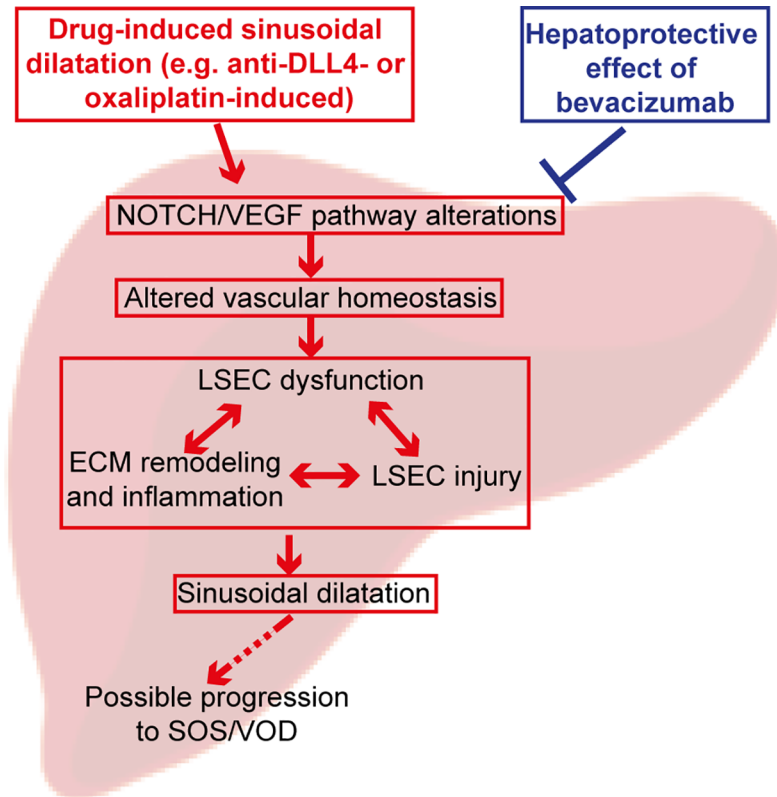 Drug-induced sinusoidal
dilatation (e.g. anti-DLL4- or
oxaliplatin-induced)
Hepatoprotective
effect of
bevacizumab
NOTCH/VEGF pathway alterations
Altered vascular homeostasis
LSEC dysfunction
ECM remodeling
and inflammation
LSEC injury
Sinusoidal dilatation
Possible progression
to SOS/VOD